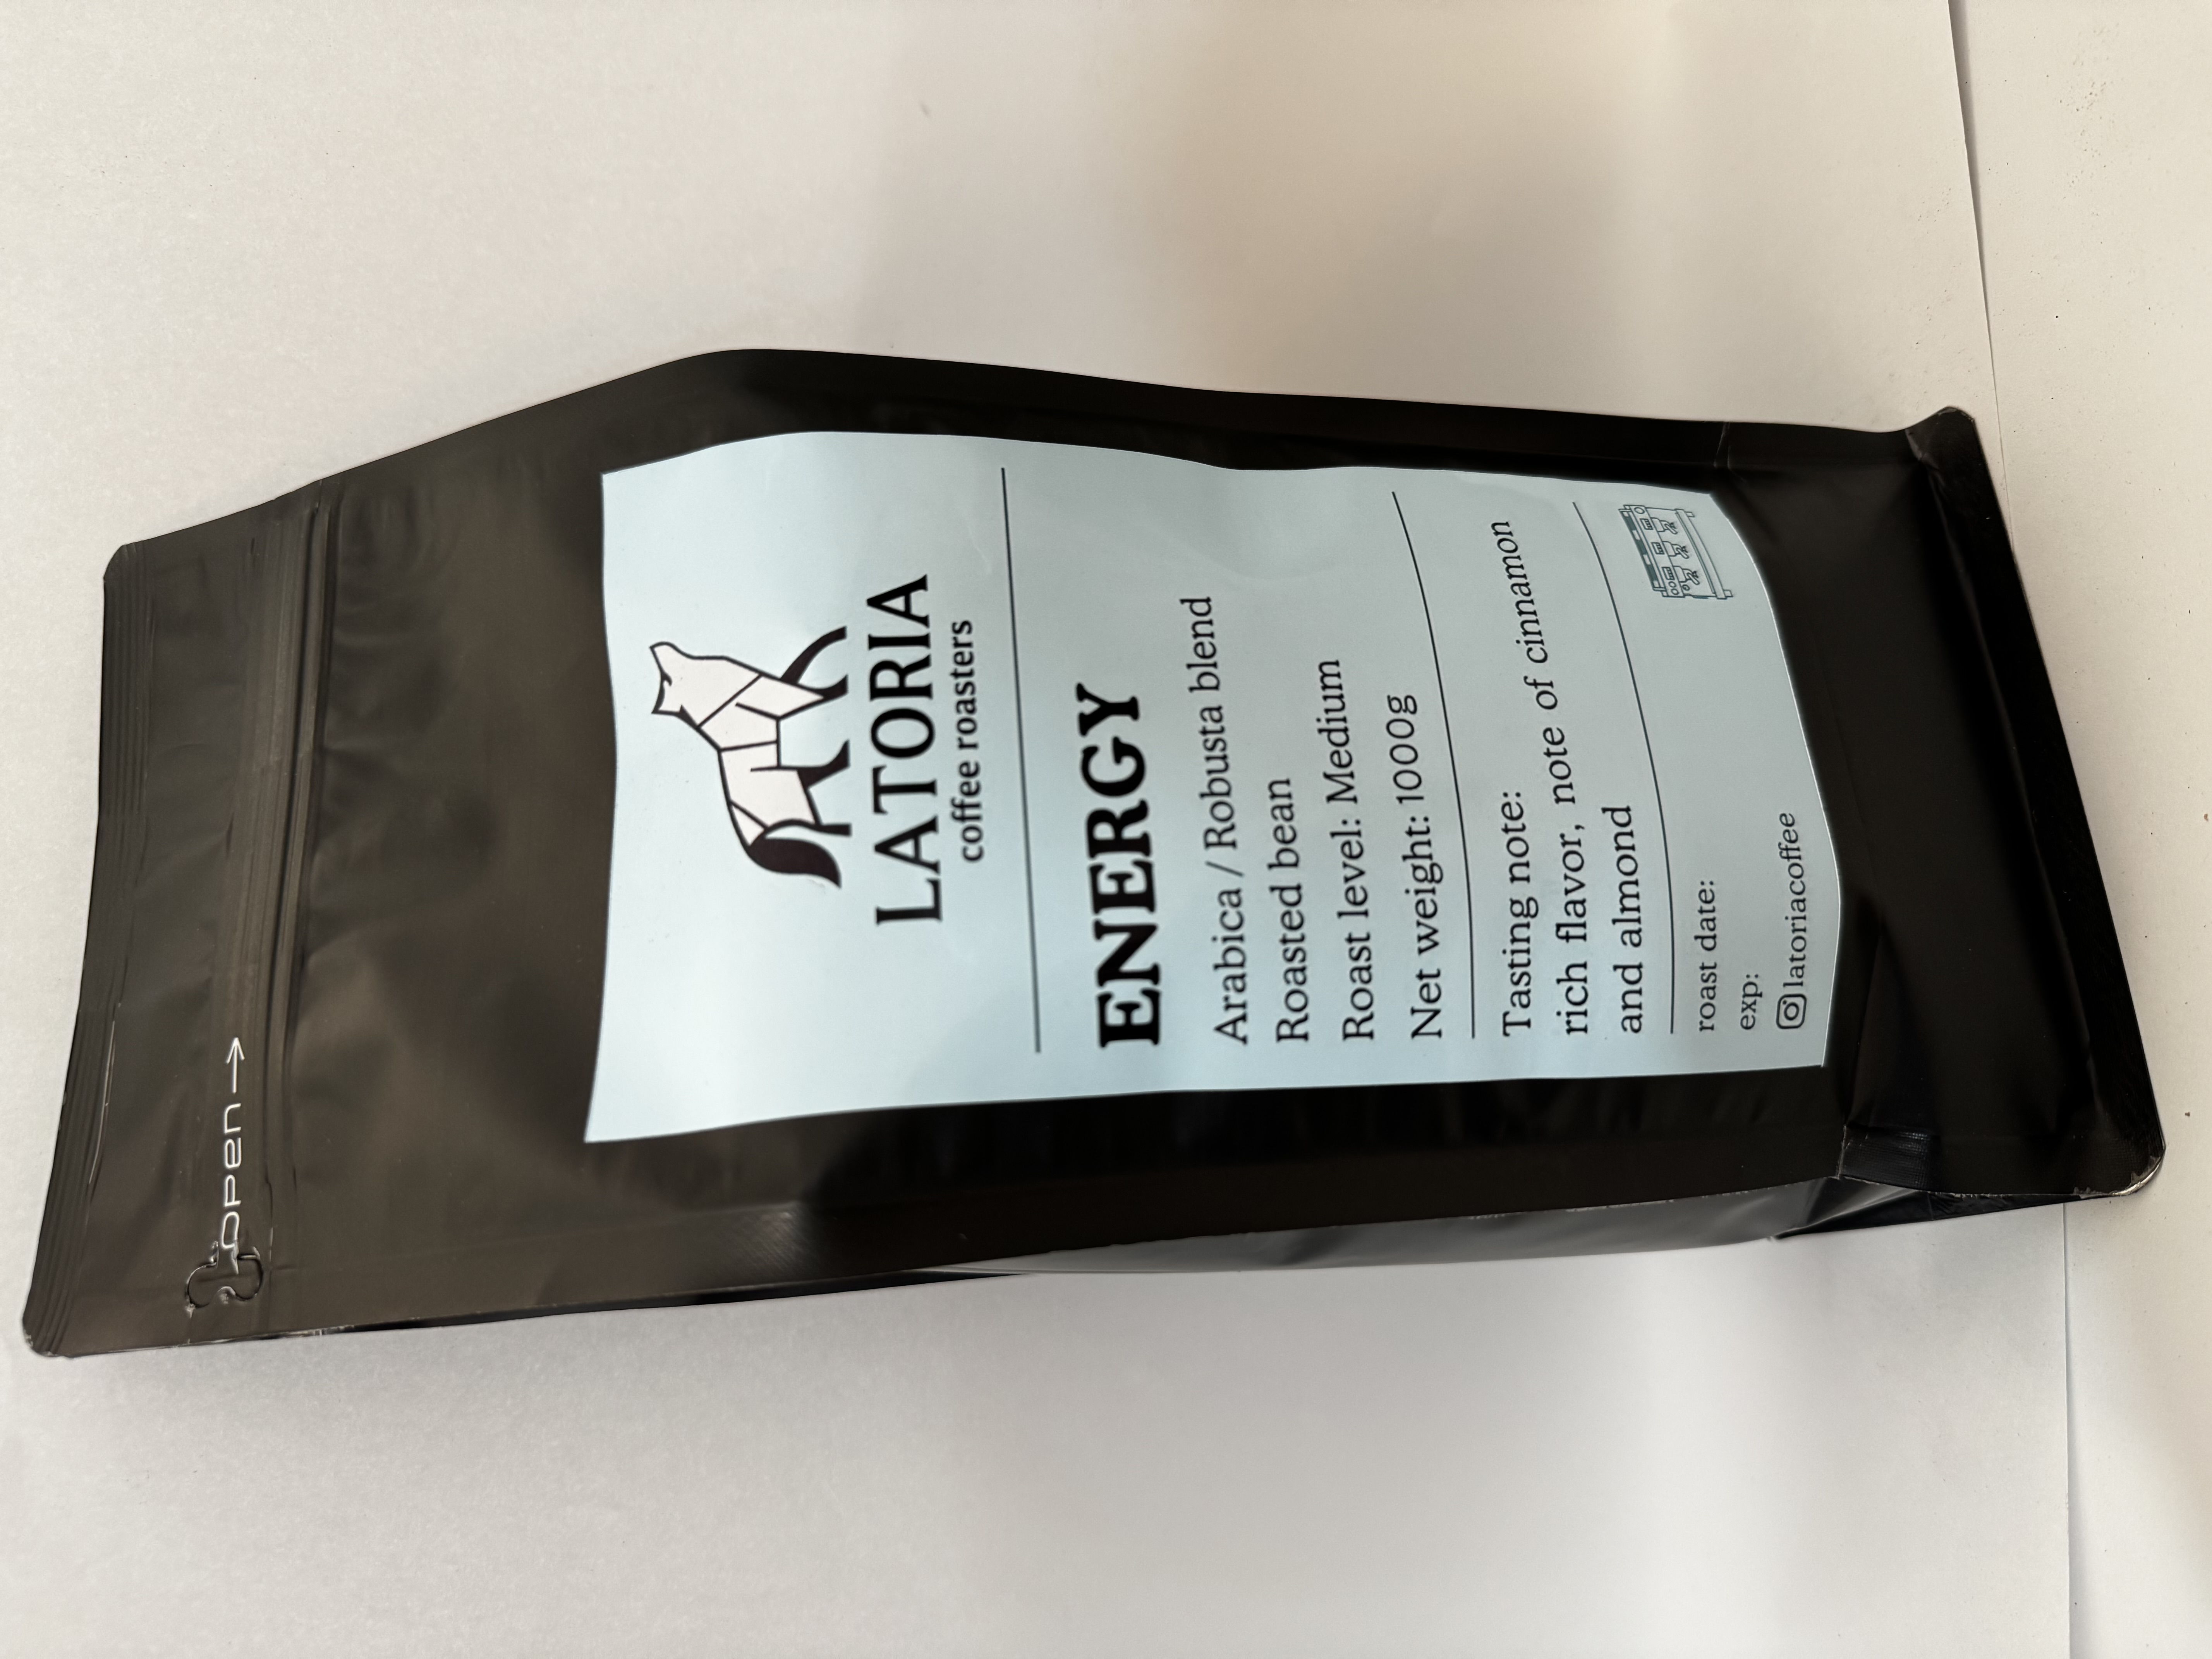 open
LATORIA
coffee roasters
ENERGY
Arabica / Robusta blend
Roasted bean
Roast level: Medium
Net weight: 1000g
Tasting note:
rich flavor, note of cinnamon
and almond
roast date:
exp:
latoriacoffee